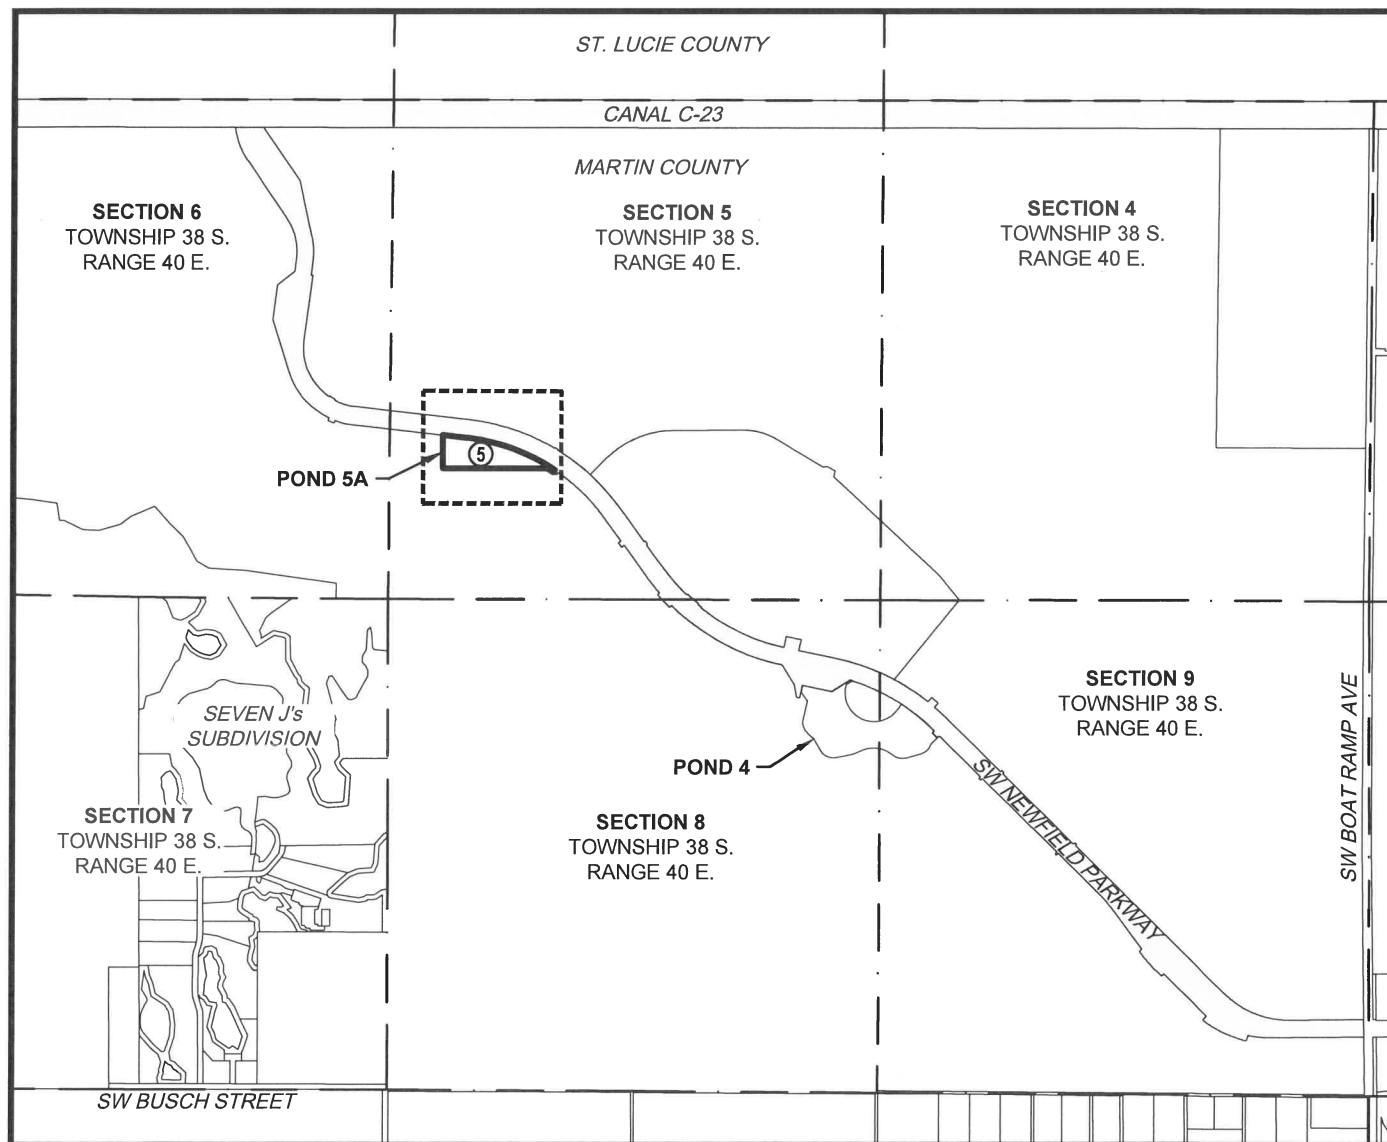 ST. LUCIE COUNTY
CANAL C-23
MARTIN COUNTY
SECTION 6
TOWNSHIP 38 S.
RANGE 40 E.
SECTION 5
TOWNSHIP 38 S.
RANGE 40 E.
SECTION 4
TOWNSHIP 38 S.
RANGE 40 E.
5
POND 5A
SEVEN J's
SUBDIVISION
SECTION 9
TOWNSHIP 38 S.
RANGE 40 E.
SW BOAT RAMP AVE
POND 4
SW NEWFIELD PARKWAY
SECTION 7
TOWNSHIP 38 S.
RANGE 40 E.
SECTION 8
TOWNSHIP 38 S.
RANGE 40 E.
SW BUSCH STREET